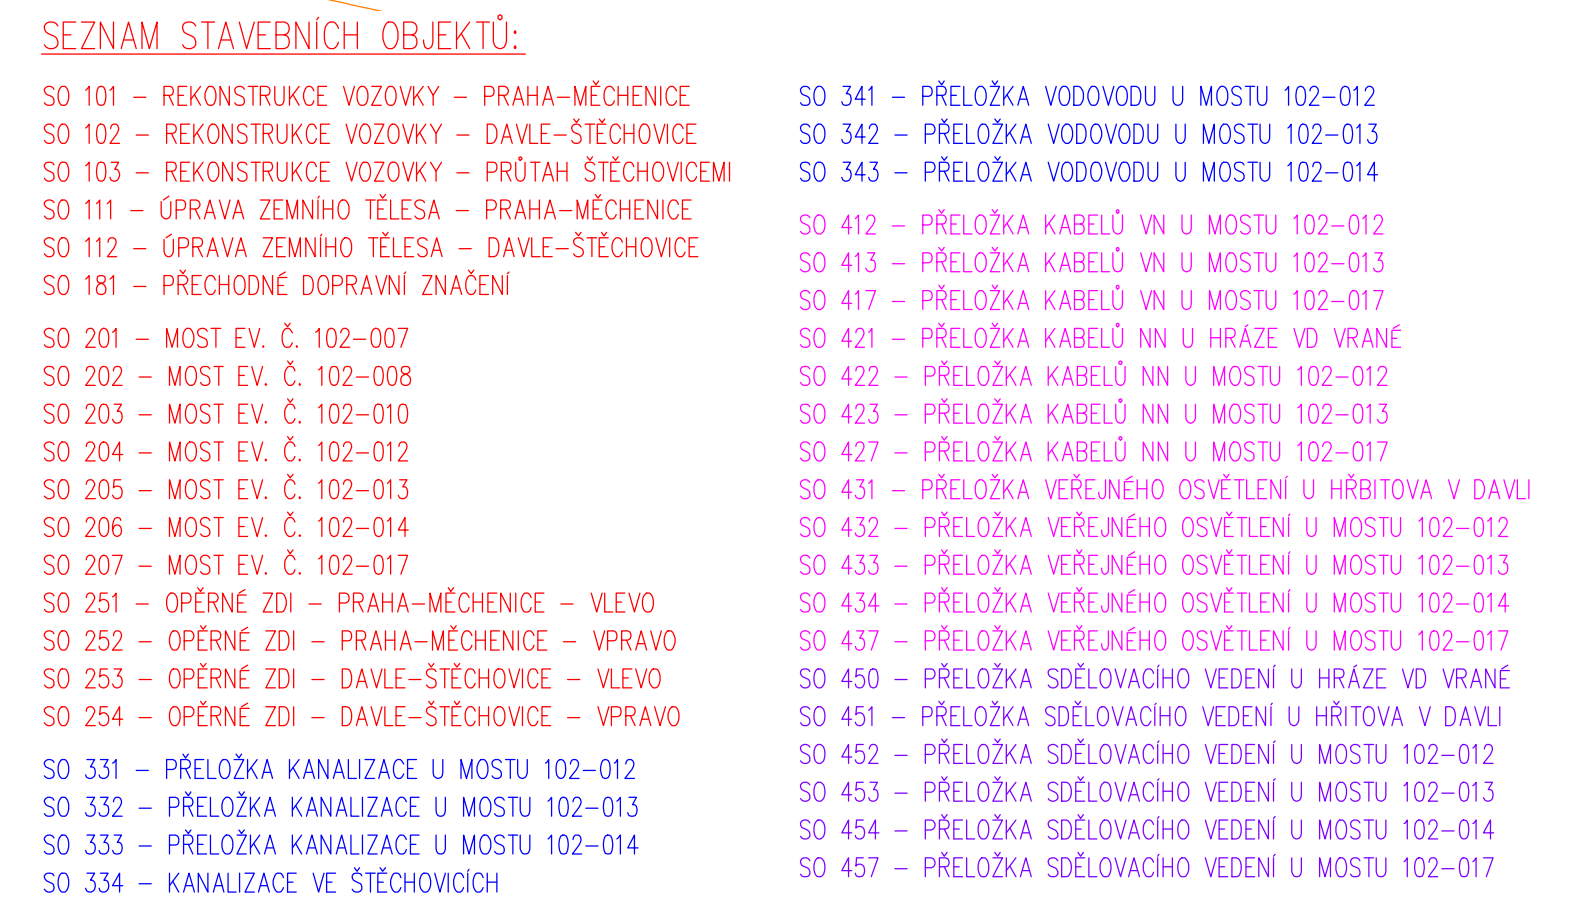 SEZNAM STAVEBNÍCH OBJEKTŮ:
SO 101 – REKONSTRUKCE VOZOVKY – PRAHA–MĚCHENICE
SO 102 – REKONSTRUKCE VOZOVKY – DAVLE–ŠTĚCHOVICE
SO 103 – REKONSTRUKCE VOZOVKY – PRŮTAH ŠTĚCHOVICEMI
SO 111 – ÚPRAVA ZEMNÍHO TĚLESA – PRAHA–MĚCHENICE
SO 112 – ÚPRAVA ZEMNÍHO TĚLESA – DAVLE–ŠTĚCHOVICE
SO 181 – PŘECHODNÉ DOPRAVNÍ ZNAČENÍ
SO 201 – MOST EV. Č. 102–007
SO 202 – MOST EV. Č. 102–008
SO 203 – MOST EV. Č. 102–010
SO 204 – MOST EV. Č. 102–012
SO 205 – MOST EV. Č. 102–013
SO 206 – MOST EV. Č. 102–014
SO 207 – MOST EV. Č. 102–017
SO 251 – OPĚRNÉ ZDI – PRAHA–MĚCHENICE – VLEVO
SO 252 – OPĚRNÉ ZDI – PRAHA–MĚCHENICE – VPRAVO
SO 253 – OPĚRNÉ ZDI – DAVLE–ŠTĚCHOVICE – VLEVO
SO 254 – OPĚRNÉ ZDI – DAVLE–ŠTĚCHOVICE – VPRAVO
SO 331 – PŘELOŽKA KANALIZACE U MOSTU 102–012
SO 332 – PŘELOŽKA KANALIZACE U MOSTU 102–013
SO 333 – PŘELOŽKA KANALIZACE U MOSTU 102–014
SO 334 – KANALIZACE VE ŠTĚCHOVICÍCH
SO 341 – PŘELOŽKA VODOVODU U MOSTU 102–012
SO 342 – PŘELOŽKA VODOVODU U MOSTU 102–013
SO 343 – PŘELOŽKA VODOVODU U MOSTU 102–014
SO 412 – PŘELOŽKA KABELŮ VN U MOSTU 102–012
SO 413 – PŘELOŽKA KABELŮ VN U MOSTU 102–013
SO 417 – PŘELOŽKA KABELŮ VN U MOSTU 102–017
SO 421 – PŘELOŽKA KABELŮ NN U HRÁZE VD VRANÉ
SO 422 – PŘELOŽKA KABELŮ NN U MOSTU 102–012
SO 423 – PŘELOŽKA KABELŮ NN U MOSTU 102–013
SO 427 – PŘELOŽKA KABELŮ NN U MOSTU 102–017
SO 431 – PŘELOŽKA VEŘEJNÉHO OSVĚTLENÍ U HŘBITOVA V DAVLI
SO 432 – PŘELOŽKA VEŘEJNÉHO OSVĚTLENÍ U MOSTU 102–012
SO 433 – PŘELOŽKA VEŘEJNÉHO OSVĚTLENÍ U MOSTU 102–013
SO 434 – PŘELOŽKA VEŘEJNÉHO OSVĚTLENÍ U MOSTU 102–014
SO 437 – PŘELOŽKA VEŘEJNÉHO OSVĚTLENÍ U MOSTU 102–017
SO 450 – PŘELOŽKA SDĚLOVACÍHO VEDENÍ U HRÁZE VD VRANÉ
SO 451 – PŘELOŽKA SDĚLOVACÍHO VEDENÍ U HŘITOVA V DAVLI
SO 452 – PŘELOŽKA SDĚLOVACÍHO VEDENÍ U MOSTU 102–012
SO 453 – PŘELOŽKA SDĚLOVACÍHO VEDENÍ U MOSTU 102–013
SO 454 – PŘELOŽKA SDĚLOVACÍHO VEDENÍ U MOSTU 102–014
SO 457 – PŘELOŽKA SDĚLOVACÍHO VEDENÍ U MOSTU 102–017